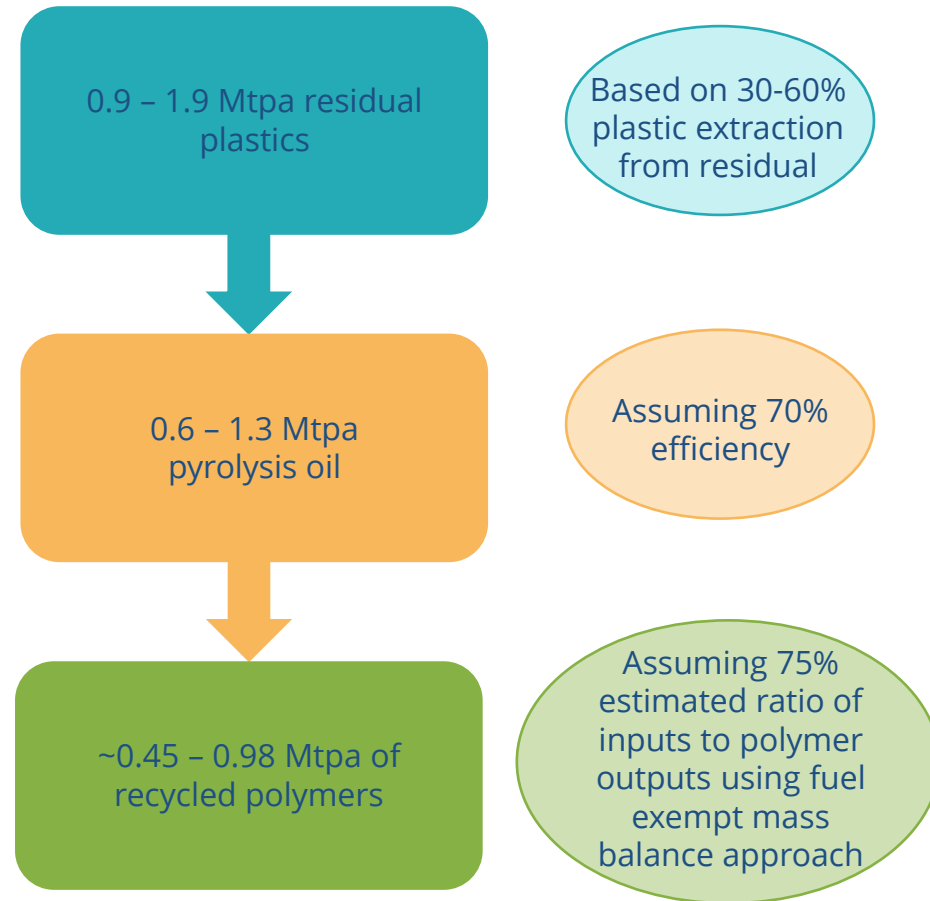 0.9 – 1.9 Mtpa residual
plastics
Based on 30-60%
plastic extraction
from residual
0.6 – 1.3 Mtpa
pyrolysis oil
Assuming 70%
efficiency
~0.45 – 0.98 Mtpa of
recycled polymers
Assuming 75%
estimated ratio of
inputs to polymer
outputs using fuel
exempt mass
balance approach